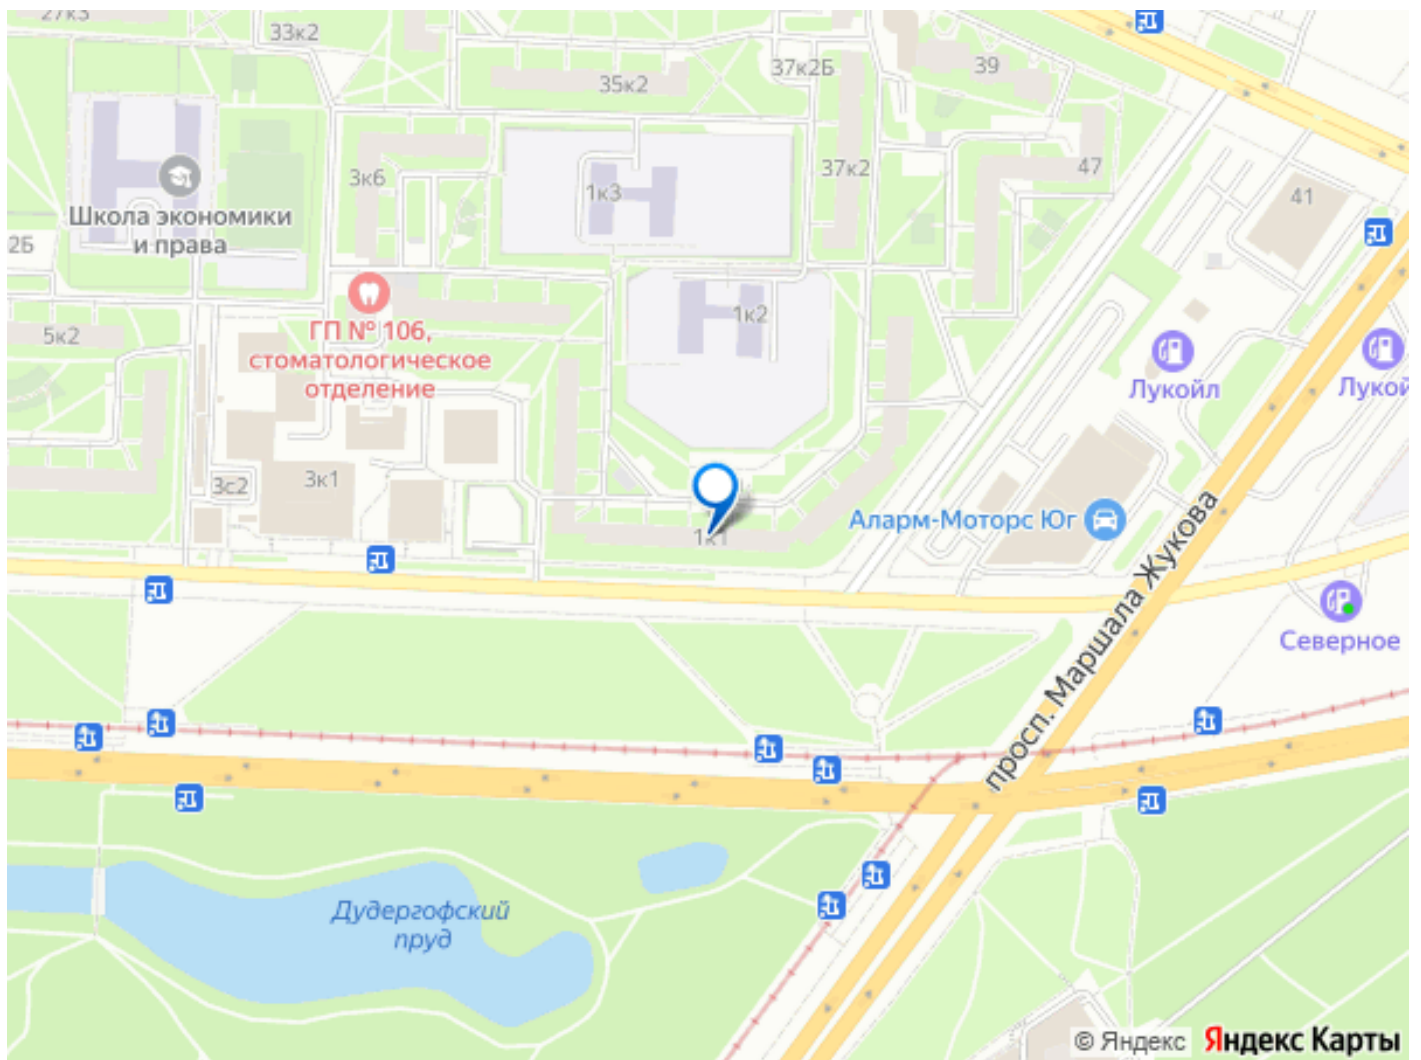 27к3
33к2
35к2
37к2Б
39
3к6
1к3
37к2
47
41
Школа экономики
и права
2Б
5к2
ГП № 106,
стоматологическое
отделение
1к2
Лукойл
Лукой
3с2
3к1
1к1
Аларм-Моторс Юг
просп. Маршала Жукова
Северное
Дудергофский
пруд
© Яндекс Яндекс Карты